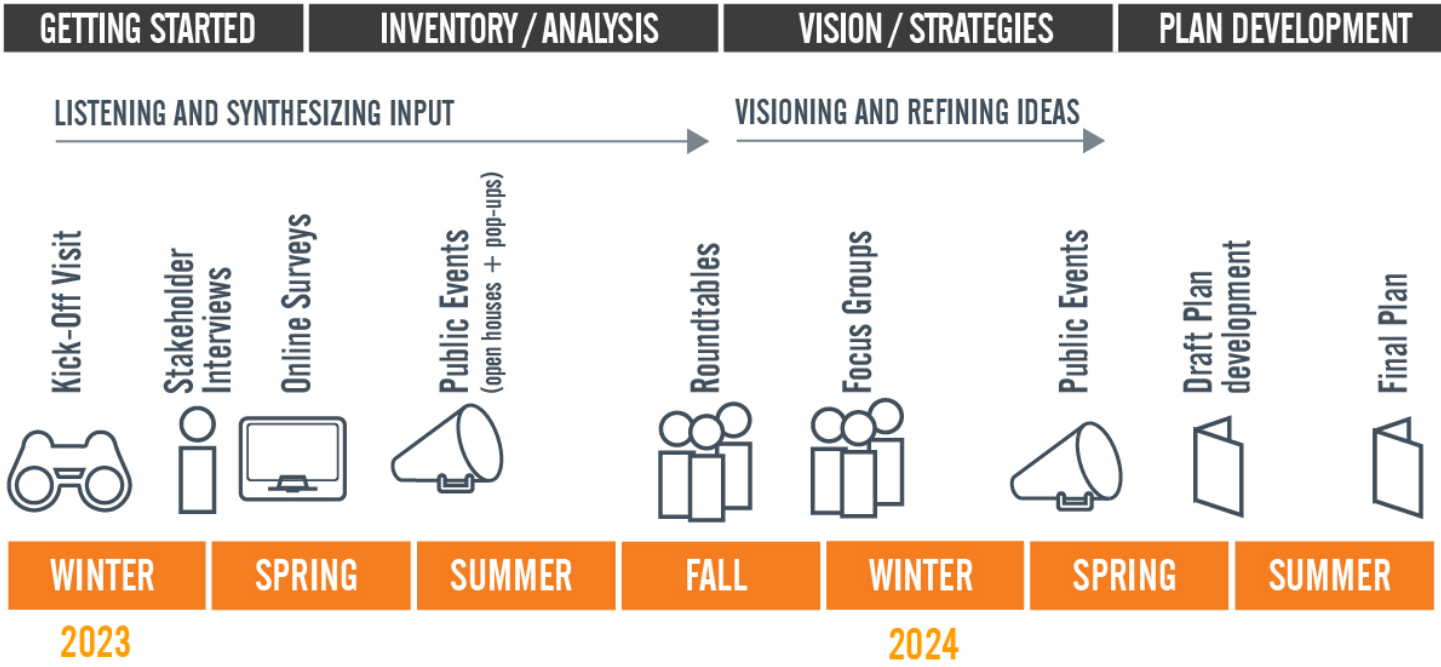 GETTING STARTED
INVENTORY / ANALYSIS
VISION / STRATEGIES
PLAN DEVELOPMENT
LISTENING AND SYNTHESIZING INPUT
VISIONING AND REFINING IDEAS
Kick-Off Visit
Stakeholder
Interviews
Online Surveys
Public Events
(open houses + pop-ups)
Roundtables
Focus Groups
Public Events
Draft Plan
development
Final Plan
WINTER
SPRING
SUMMER
FALL
WINTER
SPRING
SUMMER
2023
2024